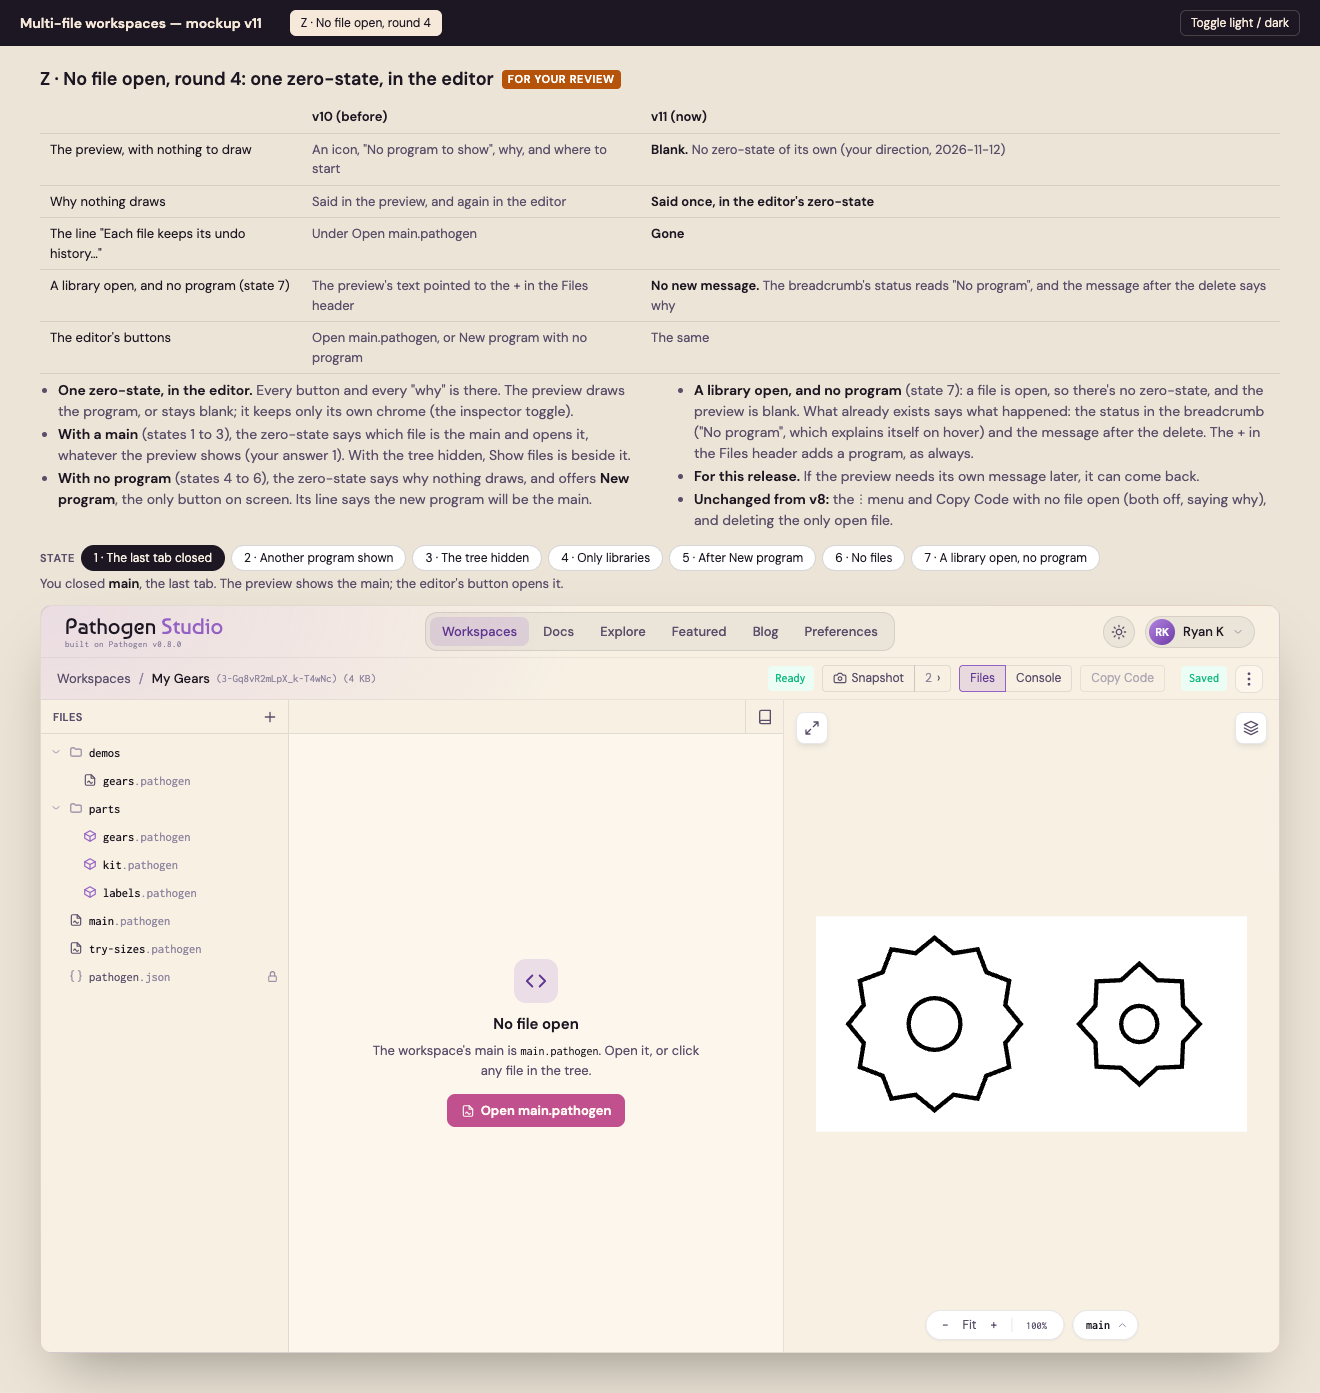 Multi-file workspaces — mockup v11
Z · No file open, round 4
Toggle light / dark
Z · No file open, round 4: one zero-state, in the editor
FOR YOUR REVIEW
v10 (before)
v11 (now)
The preview, with nothing to draw
An icon, "No program to show", why, and where to
start
Blank. No zero-state of its own (your direction, 2026-11-12)
Why nothing draws
Said in the preview, and again in the editor
Said once, in the editor's zero-state
The line "Each file keeps its undo
history…"
Under Open main.pathogen
Gone
A library open, and no program (state 7)
The preview's text pointed to the + in the Files
header
No new message. The breadcrumb's status reads "No program", and the message after the delete says
why
The editor's buttons
Open main.pathogen, or New program with no
program
The same
• One zero-state, in the editor. Every button and every "why" is there. The preview draws
the program, or stays blank; it keeps only its own chrome (the inspector toggle).
• With a main (states 1 to 3), the zero-state says which file is the main and opens it,
whatever the preview shows (your answer 1). With the tree hidden, Show files is beside it.
• With no program (states 4 to 6), the zero-state says why nothing draws, and offers New
program, the only button on screen. Its line says the new program will be the main.
• A library open, and no program (state 7): a file is open, so there's no zero-state, and the
preview is blank. What already exists says what happened: the status in the breadcrumb
("No program", which explains itself on hover) and the message after the delete. The + in
the Files header adds a program, as always.
• For this release. If the preview needs its own message later, it can come back.
• Unchanged from v8: the ⋮ menu and Copy Code with no file open (both off, saying why),
and deleting the only open file.
STATE
1 · The last tab closed
2 · Another program shown
3 · The tree hidden
4 · Only libraries
5 · After New program
6 · No files
7 · A library open, no program
You closed main, the last tab. The preview shows the main; the editor's button opens it.
Pathogen Studio
built on Pathogen v0.8.0
Workspaces
Docs
Explore
Featured
Blog
Preferences
RK
Ryan K
Workspaces / My Gears (3-Gq8vR2mLpX_k-T4wNc) (4 KB)
Ready
Snapshot
2 ›
Files
Console
Copy Code
Saved
FILES
demos
gears.pathogen
parts
gears.pathogen
kit.pathogen
labels.pathogen
main.pathogen
try-sizes.pathogen
{} pathogen.json
No file open
The workspace's main is main.pathogen. Open it, or click
any file in the tree.
Open main.pathogen
− Fit + 100%
main